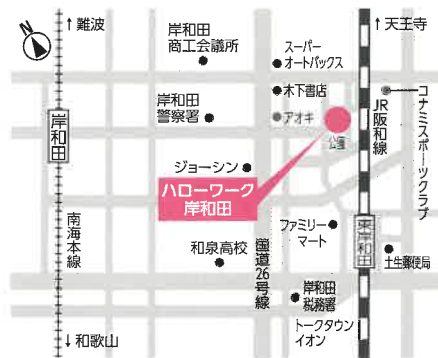 ↑難波
岸和田
商工会議所
スーパー
オートバックス
↑天王寺
木下書店
岸和田
警察署
アオキ
公園
JR阪和線
コナミスポーツクラブ
岸和田
ジョーシン
ハローワーク
岸和田
南海本線
ファミリー
マート
東岸和田
和泉高校
国道26号線
土生郵便局
岸和田
税務署
トークタウン
イオン
↓和歌山
N